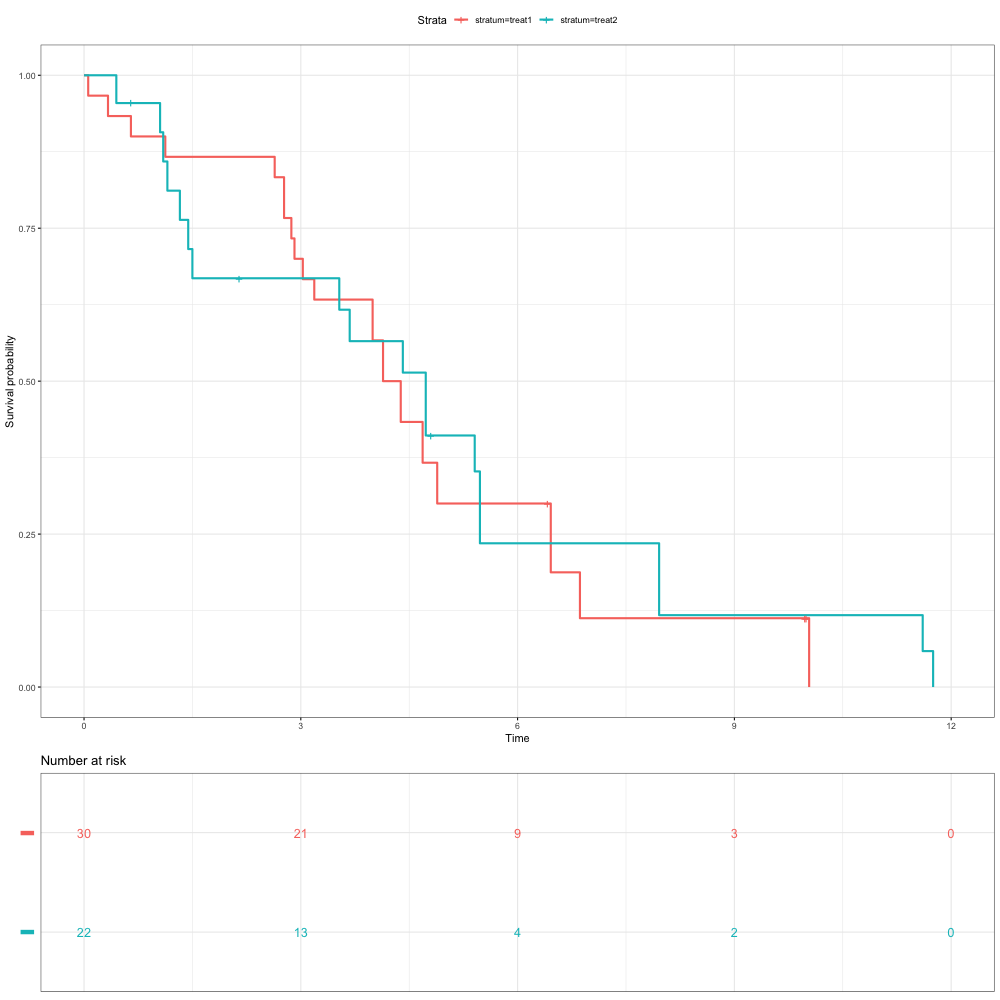 Strata stratum=treat1 stratum=treat2
1.00
0.75
0.50
0.25
0.00
Survival probability
0 3 6 9 12
Time
Number at risk
30 21 9 3 0
22 13 4 2 0